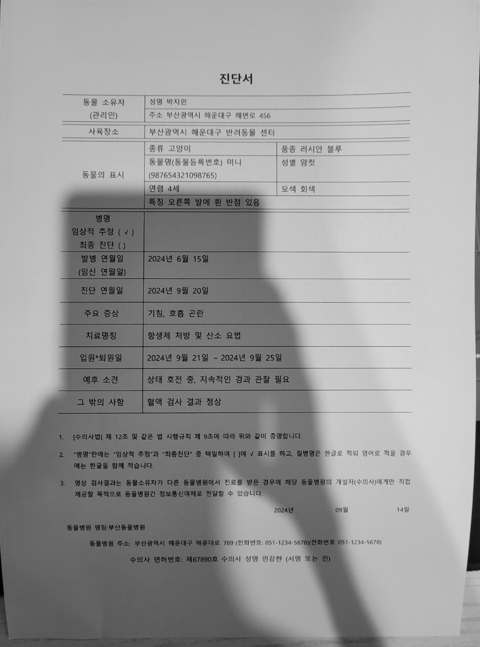 진단서
동물 소유자
(관리인)
성명 박지민
주소 부산광역시 해운대구 해변로 456
사육장소
부산광역시 해운대구 반려동물 센터
동물의 표시
종류 고양이
품종 러시안 블루
동물명(동물등록번호) 미니
(987654321098765)
성별 암컷
연령 4세
모색 회색
특징 오른쪽 발에 흰 반점 있음
병명
임상적 추정 ( √ )
최종 진단 ( )
발병 연월일
(임신 연월일)
2024년 6월 15일
진단 연월일
2024년 9월 20일
주요 증상
기침, 호흡 곤란
치료명칭
항생제 처방 및 산소 요법
입원*퇴원일
2024년 9월 21일 ~ 2024년 9월 25일
예후 소견
상태 호전 중, 지속적인 경과 관찰 필요
그 밖의 사항
혈액 검사 결과 정상
1. [수의사법] 제 12조 및 같은 법 시행규칙 제 9조에 따라 위와 같이 증명합니다.
2. "병명"란에는 "임상적 추정"과 "최종진단" 중 택일하여 [ ]에 √ 표시를 하고, 질병명은 한글로 적되 영어로 적을 경우
에는 한글을 함께 적습니다.
3. 영상 검사결과는 동물소유자가 다른 동물병원에서 진료를 받은 경우에 해당 동물병원의 개설자(수의사)에게만 직접
제공할 목적으로 동물병원간 정보통신매체로 전달할 수 있습니다.
2024년 09월 14일
동물병원 명칭:부산동물병원
동물병원 주소: 부산광역시 해운대구 해운대로 789 (전화번호: 051-1234-5678)(전화번호 051-1234-5678)
수의사 면허번호: 제67890호 수의사 성명 민감현 (서명 또는 인)